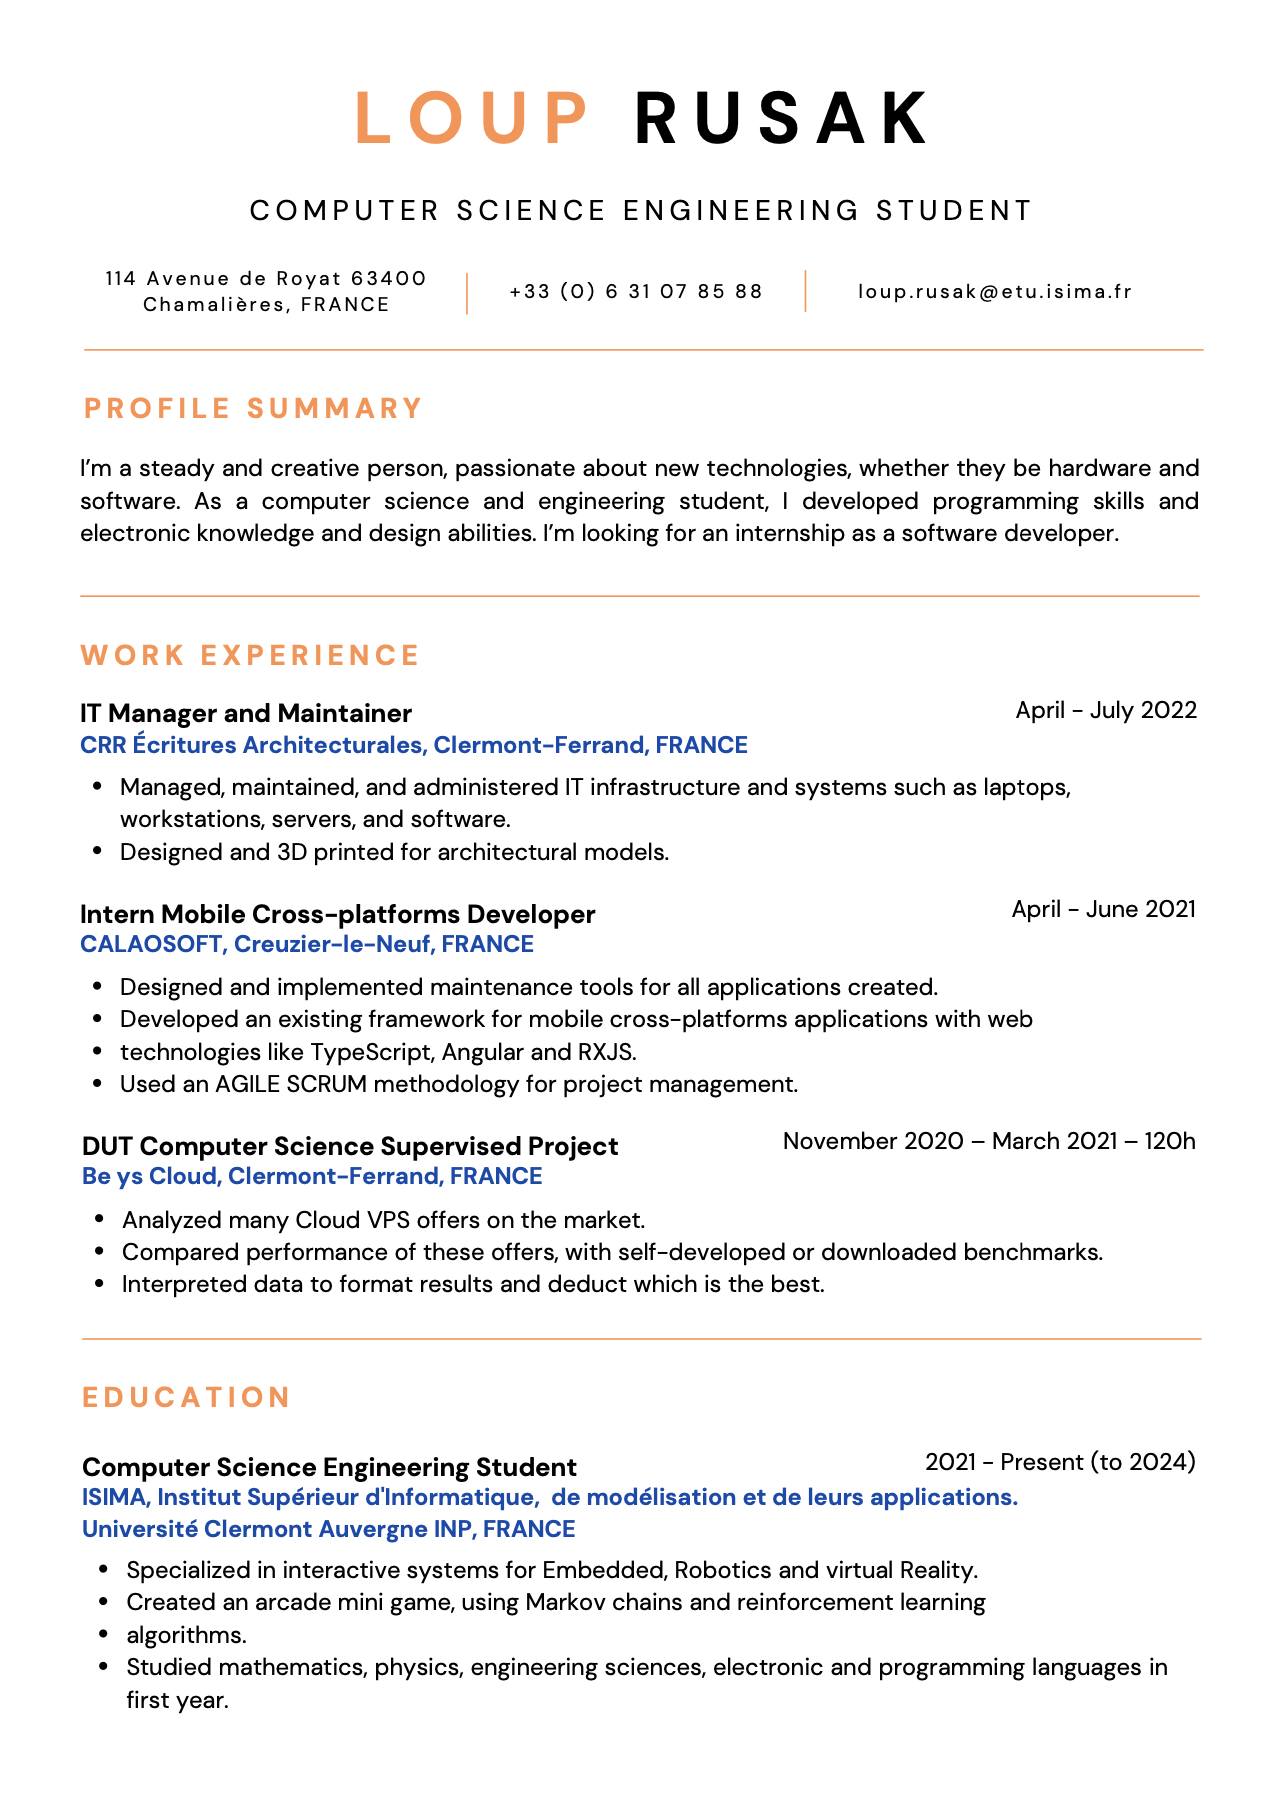 LOUP RUSAK
COMPUTER SCIENCE ENGINEERING STUDENT
114 Avenue de Royat 63400
Chamalières, FRANCE
+33 (0) 6 31 07 85 88
loup.rusak@etu.isima.fr
PROFILE SUMMARY
I’m a steady and creative person, passionate about new technologies, whether they be hardware and
software. As a computer science and engineering student, I developed programming skills and
electronic knowledge and design abilities. I’m looking for an internship as a software developer.
WORK EXPERIENCE
IT Manager and Maintainer
April - July 2022
CRR Écritures Architecturales, Clermont-Ferrand, FRANCE
• Managed, maintained, and administered IT infrastructure and systems such as laptops,
workstations, servers, and software.
• Designed and 3D printed for architectural models.
Intern Mobile Cross-platforms Developer
April - June 2021
CALAOSOFT, Creuzier-le-Neuf, FRANCE
• Designed and implemented maintenance tools for all applications created.
• Developed an existing framework for mobile cross-platforms applications with web
• technologies like TypeScript, Angular and RXJS.
• Used an AGILE SCRUM methodology for project management.
DUT Computer Science Supervised Project
November 2020 – March 2021 – 120h
Be ys Cloud, Clermont-Ferrand, FRANCE
• Analyzed many Cloud VPS offers on the market.
• Compared performance of these offers, with self-developed or downloaded benchmarks.
• Interpreted data to format results and deduct which is the best.
EDUCATION
Computer Science Engineering Student
2021 - Present (to 2024)
ISIMA, Institut Supérieur d'Informatique,  de modélisation et de leurs applications.
Université Clermont Auvergne INP, FRANCE
• Specialized in interactive systems for Embedded, Robotics and virtual Reality.
• Created an arcade mini game, using Markov chains and reinforcement learning
• algorithms.
• Studied mathematics, physics, engineering sciences, electronic and programming languages in
first year.